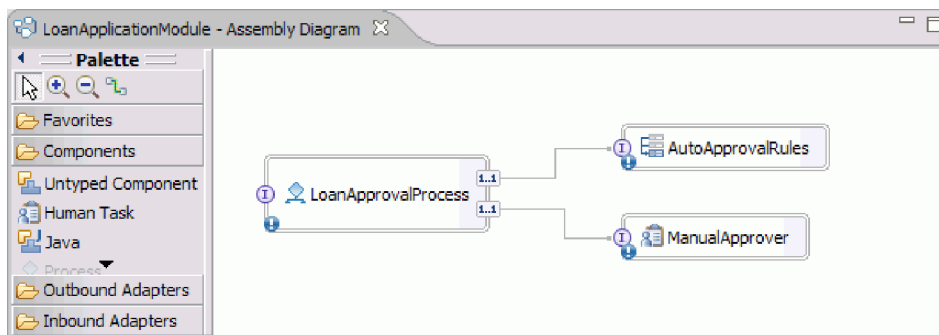 LoanApplicationModule - Assembly Diagram
Palette
Favorites
Components
Untyped Component
Human Task
Java
Process
Outbound Adapters
Inbound Adapters
I
LoanApprovalProcess
1..1
1..1
I
AutoApprovalRules
I
ManualApprover